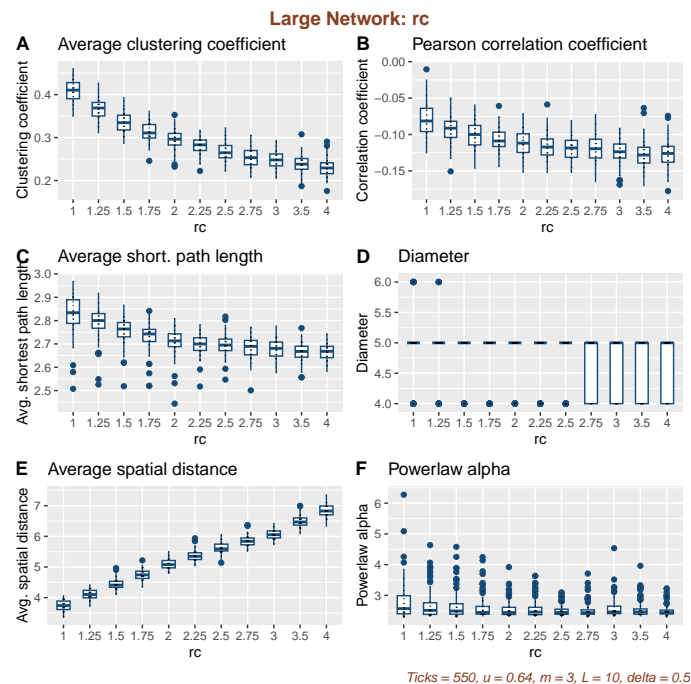 Large Network: rc
A Average clustering coefficient
Clustering coefficient
0.4
0.3
0.2
1 1.25 1.5 1.75 2 2.25 2.5 2.75 3 3.5 4
rc
B Pearson correlation coefficient
Correlation coefficient
0.00
−0.05
−0.10
−0.15
1 1.25 1.5 1.75 2 2.25 2.5 2.75 3 3.5 4
rc
C Average short. path length
Avg. shortest path length
3.0
2.9
2.8
2.7
2.6
2.5
1 1.25 1.5 1.75 2 2.25 2.5 2.75 3 3.5 4
rc
D Diameter
Diameter
6.0
5.5
5.0
4.5
4.0
1 1.25 1.5 1.75 2 2.25 2.5 2.75 3 3.5 4
rc
E Average spatial distance
Avg. spatial distance
7
6
5
4
1 1.25 1.5 1.75 2 2.25 2.5 2.75 3 3.5 4
rc
F Powerlaw alpha
Powerlaw alpha
6
5
4
3
1 1.25 1.5 1.75 2 2.25 2.5 2.75 3 3.5 4
rc
Ticks = 550, u = 0.64, m = 3, L = 10, delta = 0.5